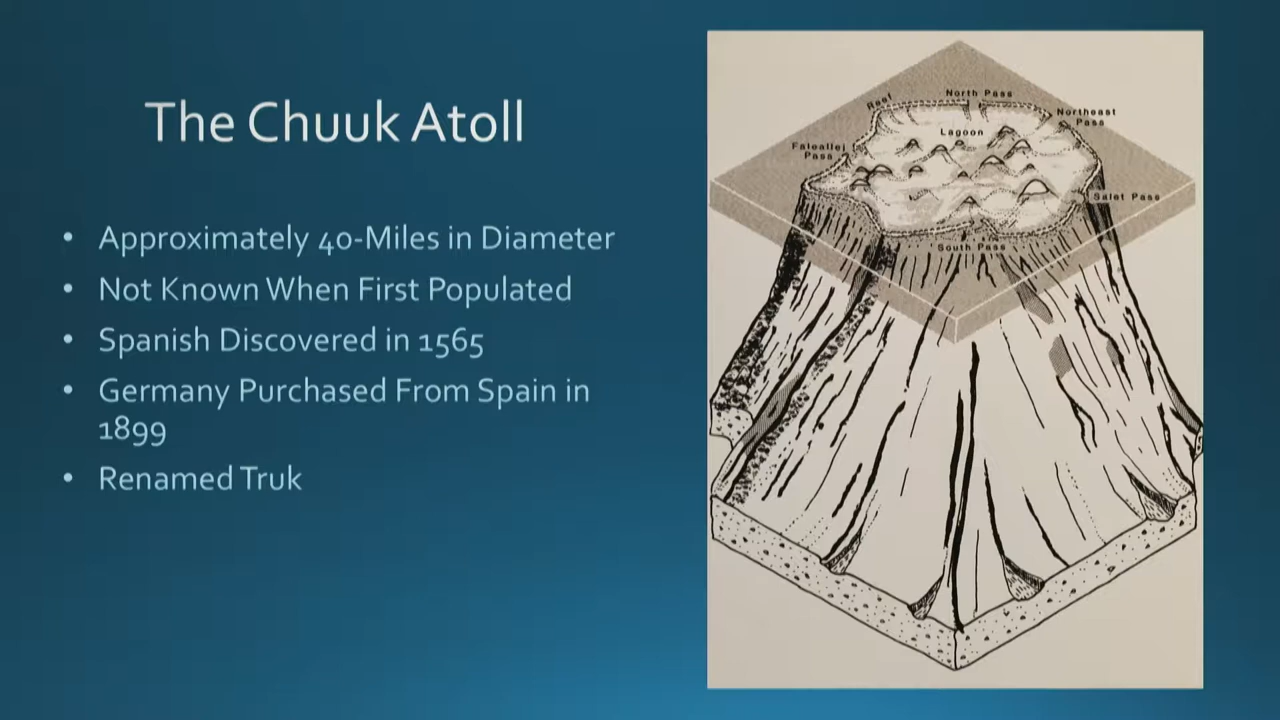 The Chuuk Atoll
• Approximately 40-Miles in Diameter
• Not Known When First Populated
• Spanish Discovered in 1565
• Germany Purchased From Spain in
1899
• Renamed Truk
North Pass
Reef
Northeast
Pass
Lagoon
Faleallej
Pass
Salet Pass
South Pass